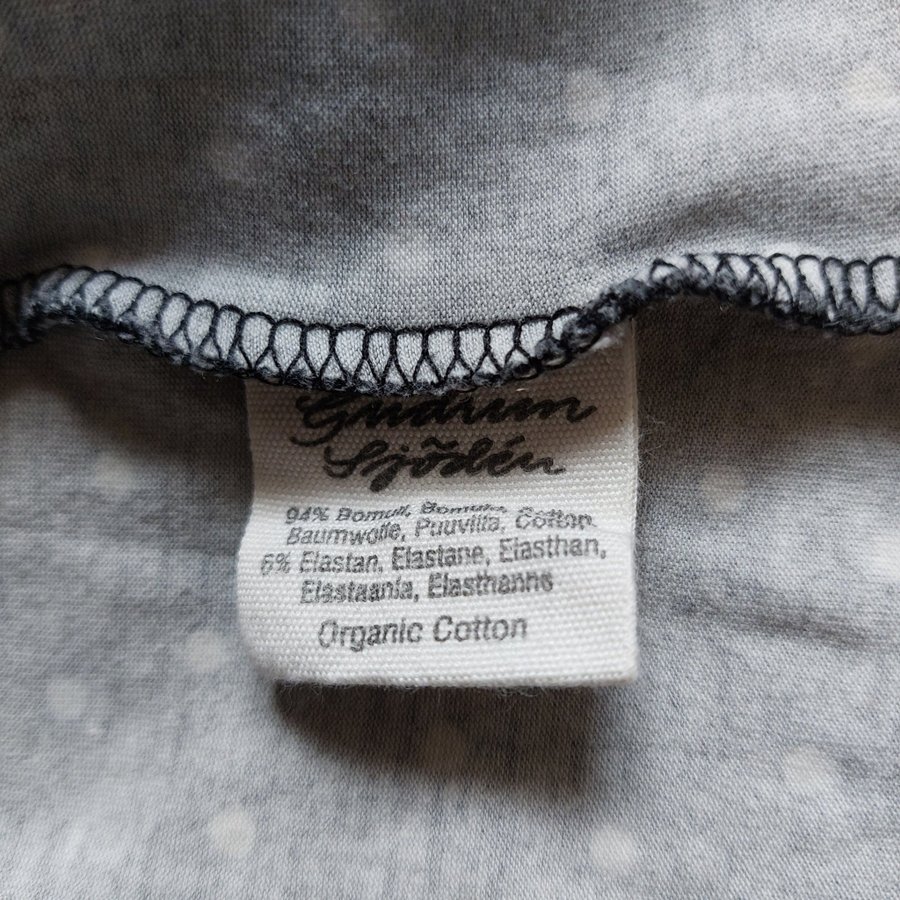 Gudrun
Sjödén
94% Bomull, Bomuld,
Baumwolle, Puuvilla, Cotton
6% Elastan, Elastane, Elasthan,
Elastaania, Elasthanne
Organic Cotton